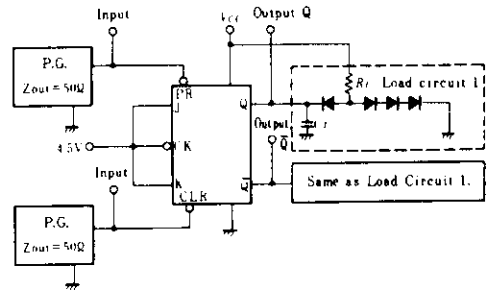 Input
Vcc
Output Q
P.G.
Zout = 50Ω
PR
J
Q
RL
Load circuit 1
CL
Output
Q̅
4.5V
CK
Input
K
Q̅
CLR
Same as Load Circuit 1.
P.G.
Zout = 50Ω